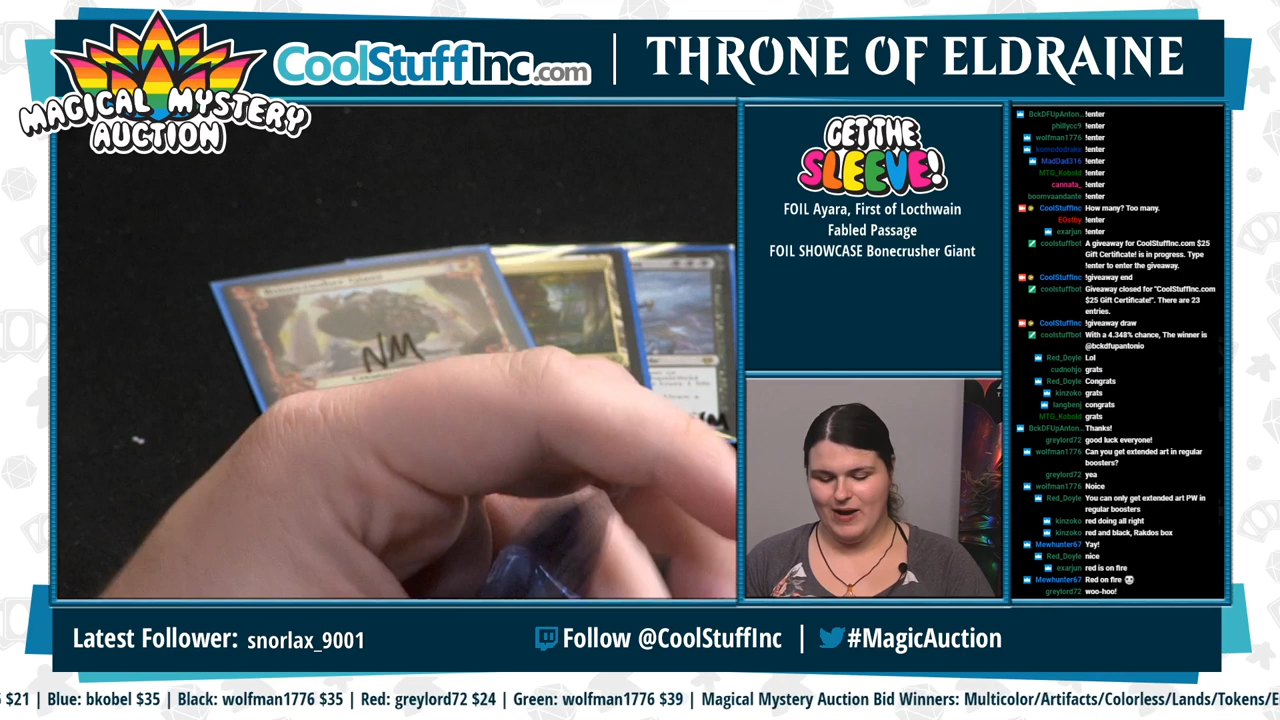 MAGICAL MYSTERY
AUCTION
CoolStuffInc.com
THRONE OF ELDRAINE
GET THE
SLEEVE!
FOIL Ayara, First of Locthwain
Fabled Passage
FOIL SHOWCASE Bonecrusher Giant
BckDFUpAnton... !enter
phillycc9 !enter
wolfman1776 !enter
komododrake !enter
MadDad316 !enter
MTG_Kobold !enter
cannata_ !enter
boomvaandante !enter
CoolStuffInc How many? Too many.
EOstby !enter
exarjun !enter
coolstuffbot A giveaway for CoolStuffInc.com $25
Gift Certificate! is in progress. Type
!enter to enter the giveaway.
CoolStuffInc !giveaway end
coolstuffbot Giveaway closed for "CoolStuffInc.com
$25 Gift Certificate!". There are 23
entries.
CoolStuffInc !giveaway draw
coolstuffbot With a 4.348% chance, The winner is
@bckdfupantonio
Red_Doyle Lol
cudnohjo grats
Red_Doyle Congrats
kinzoko grats
langbenj congrats
MTG_Kobold grats
BckDFUpAnton... Thanks!
greylord72 good luck everyone!
wolfman1776 Can you get extended art in regular
boosters?
greylord72 yea
wolfman1776 Noice
Red_Doyle You can only get extended art PW in
regular boosters
kinzoko red doing all right
kinzoko red and black, Rakdos box
Mewhunter67 Yay!
Red_Doyle nice
exarjun red is on fire
Mewhunter67 Red on fire
greylord72 woo-hoo!
Latest Follower: snorlax_9001
Follow @CoolStuffInc | #MagicAuction
$21 | Blue: bkobel $35 | Black: wolfman1776 $35 | Red: greylord72 $24 | Green: wolfman1776 $39 | Magical Mystery Auction Bid Winners: Multicolor/Artifacts/Colorless/Lands/Tokens/E